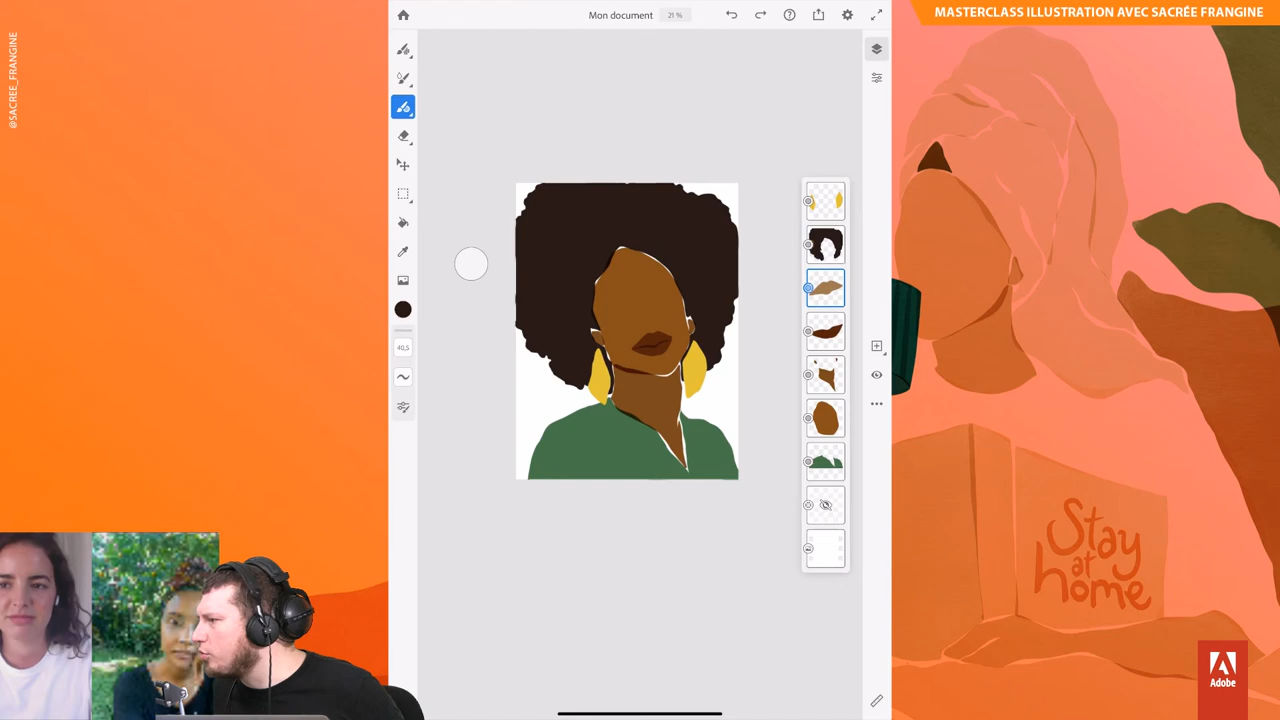 MASTERCLASS ILLUSTRATION AVEC SACRÉE FRANGINE
@SACREE_FRANGINE
Mon document
21 %
40,5
Stay
at
home
Adobe